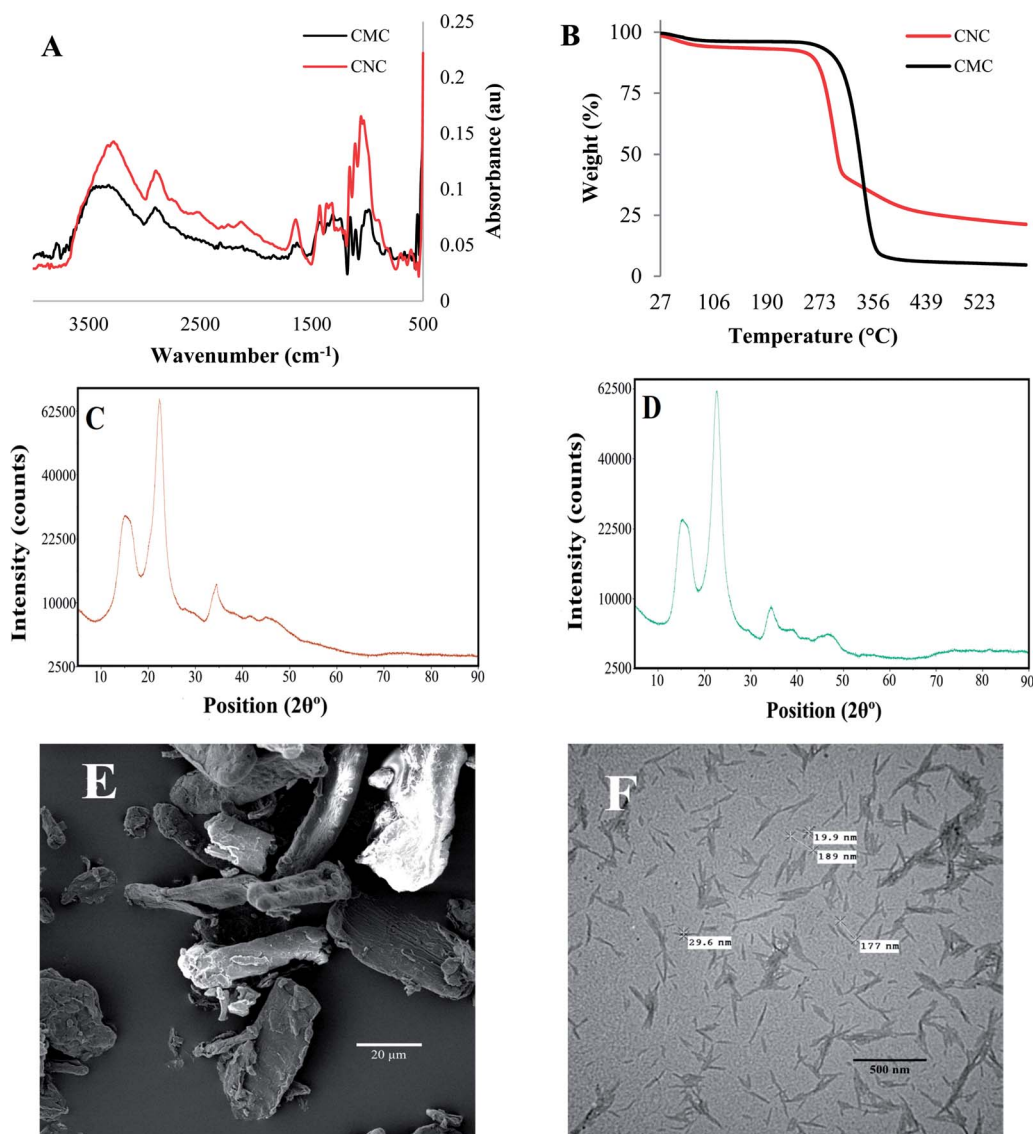 A
CMC
CNC
0.25
0.2
0.15
0.1
0.05
0
Absorbance (au)
3500 2500 1500 500
Wavenumber (cm⁻¹)
B
CNC
CMC
100
75
50
25
0
Weight (%)
27 106 190 273 356 439 523
Temperature (°C)
C
62500
40000
22500
10000
2500
Intensity (counts)
10 20 30 40 50 60 70 80 90
Position (2θº)
D
62500
40000
22500
10000
2500
Intensity (counts)
10 20 30 40 50 60 70 80 90
Position (2θº)
E
20 µm
F
19.9 nm
189 nm
29.6 nm
177 nm
500 nm